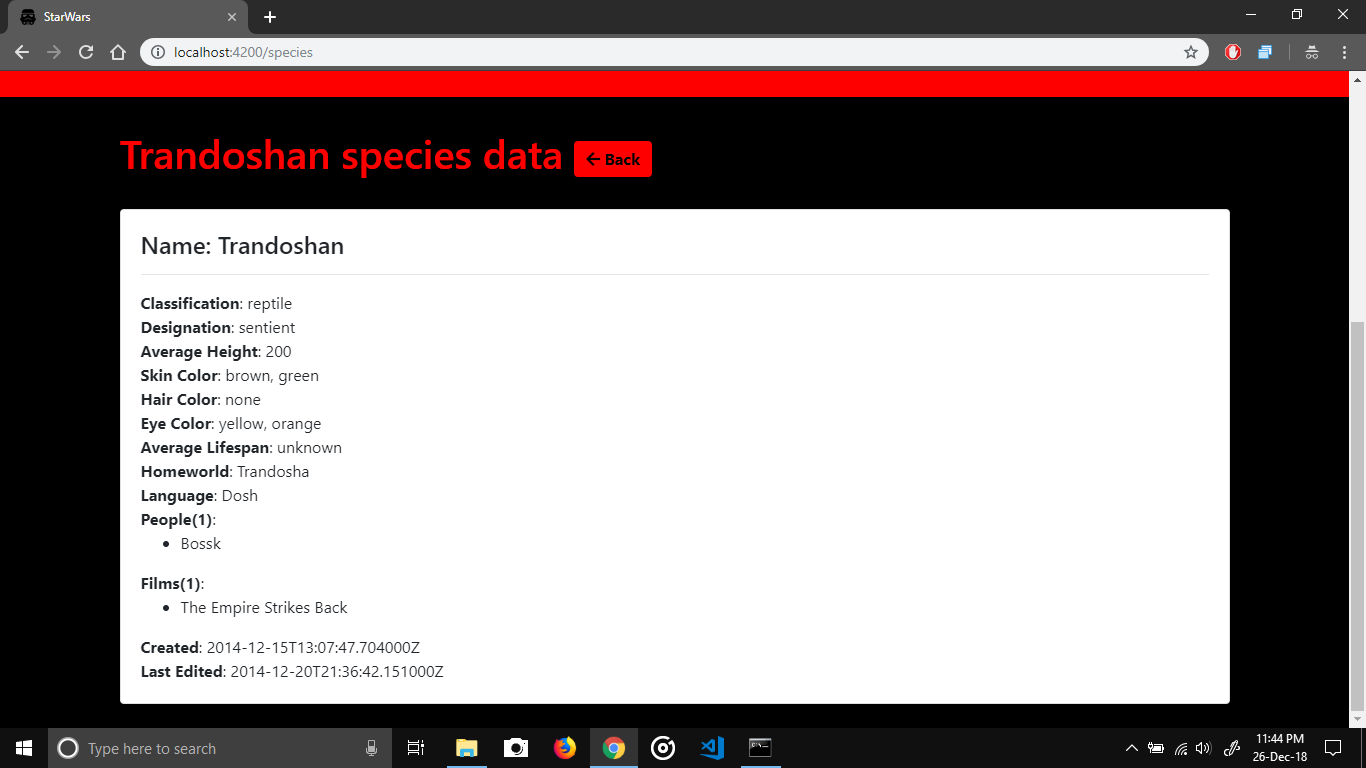 StarWars
localhost:4200/species
Trandoshan species data
Back
Name: Trandoshan
Classification: reptile
Designation: sentient
Average Height: 200
Skin Color: brown, green
Hair Color: none
Eye Color: yellow, orange
Average Lifespan: unknown
Homeworld: Trandosha
Language: Dosh
People(1):
• Bossk
Films(1):
• The Empire Strikes Back
Created: 2014-12-15T13:07:47.704000Z
Last Edited: 2014-12-20T21:36:42.151000Z
Type here to search
11:44 PM
26-Dec-18